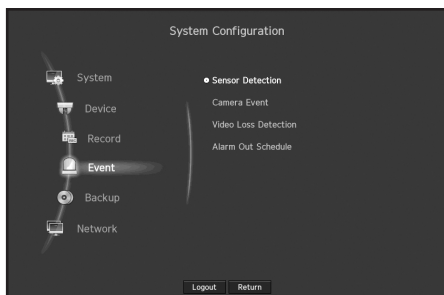 System Configuration
System
Device
Record
Event
Backup
Network
Sensor Detection
Camera Event
Video Loss Detection
Alarm Out Schedule
Logout
Return